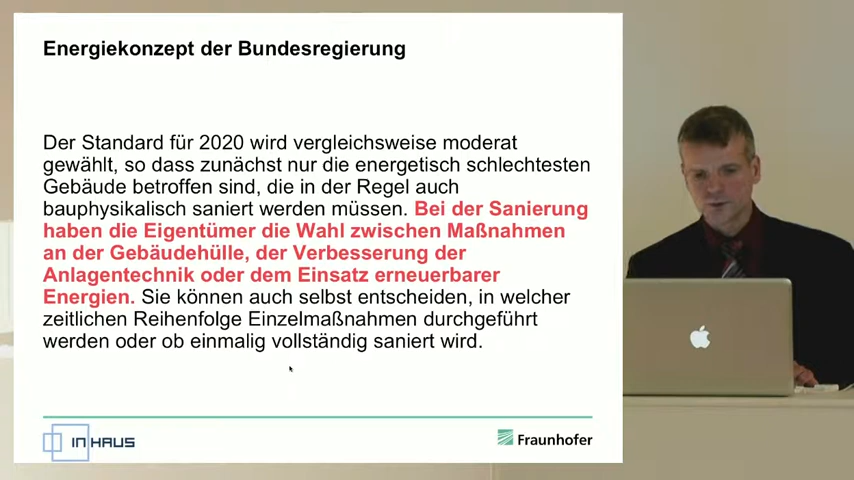 Energiekonzept der Bundesregierung
Der Standard für 2020 wird vergleichsweise moderat
gewählt, so dass zunächst nur die energetisch schlechtesten
Gebäude betroffen sind, die in der Regel auch
bauphysikalisch saniert werden müssen. Bei der Sanierung
haben die Eigentümer die Wahl zwischen Maßnahmen
an der Gebäudehülle, der Verbesserung der
Anlagentechnik oder dem Einsatz erneuerbarer
Energien. Sie können auch selbst entscheiden, in welcher
zeitlichen Reihenfolge Einzelmaßnahmen durchgeführt
werden oder ob einmalig vollständig saniert wird.
INHAUS
Fraunhofer